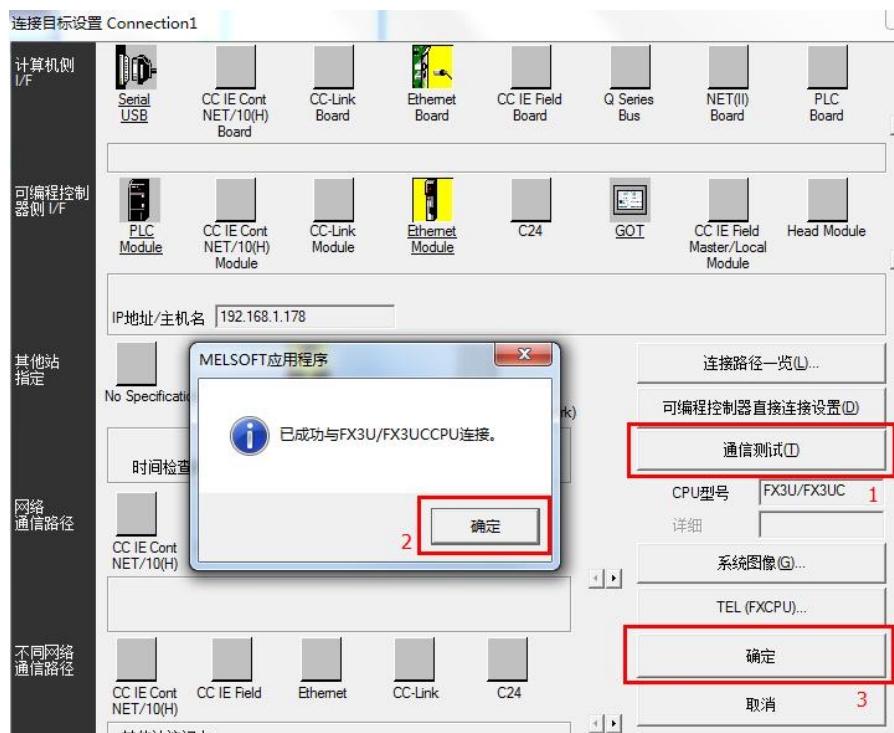 连接目标设置 Connection1
计算机侧
I/F
Serial
USB
CC IE Cont
NET/10(H)
Board
CC-Link
Board
Ethernet
Board
CC IE Field
Board
Q Series
Bus
NET(II)
Board
PLC
Board
可编程控制
器侧 I/F
PLC
Module
CC IE Cont
NET/10(H)
Module
CC-Link
Module
Ethernet
Module
C24
GOT
CC IE Field
Master/Local
Module
Head Module
IP地址/主机名 192.168.1.178
其他站
指定
No Specificatio
时间检查
MELSOFT应用程序
已成功与FX3U/FX3UCCPU连接。
2
确定
连接路径一览(L)...
可编程控制器直接连接设置(D)
通信测试(T)
CPU型号 FX3U/FX3UC 1
详细
系统图像(G)...
TEL (FXCPU)...
确定
取消 3
网络
通信路径
CC IE Cont
NET/10(H)
不同网络
通信路径
CC IE Cont
NET/10(H)
CC IE Field
Ethernet
CC-Link
C24